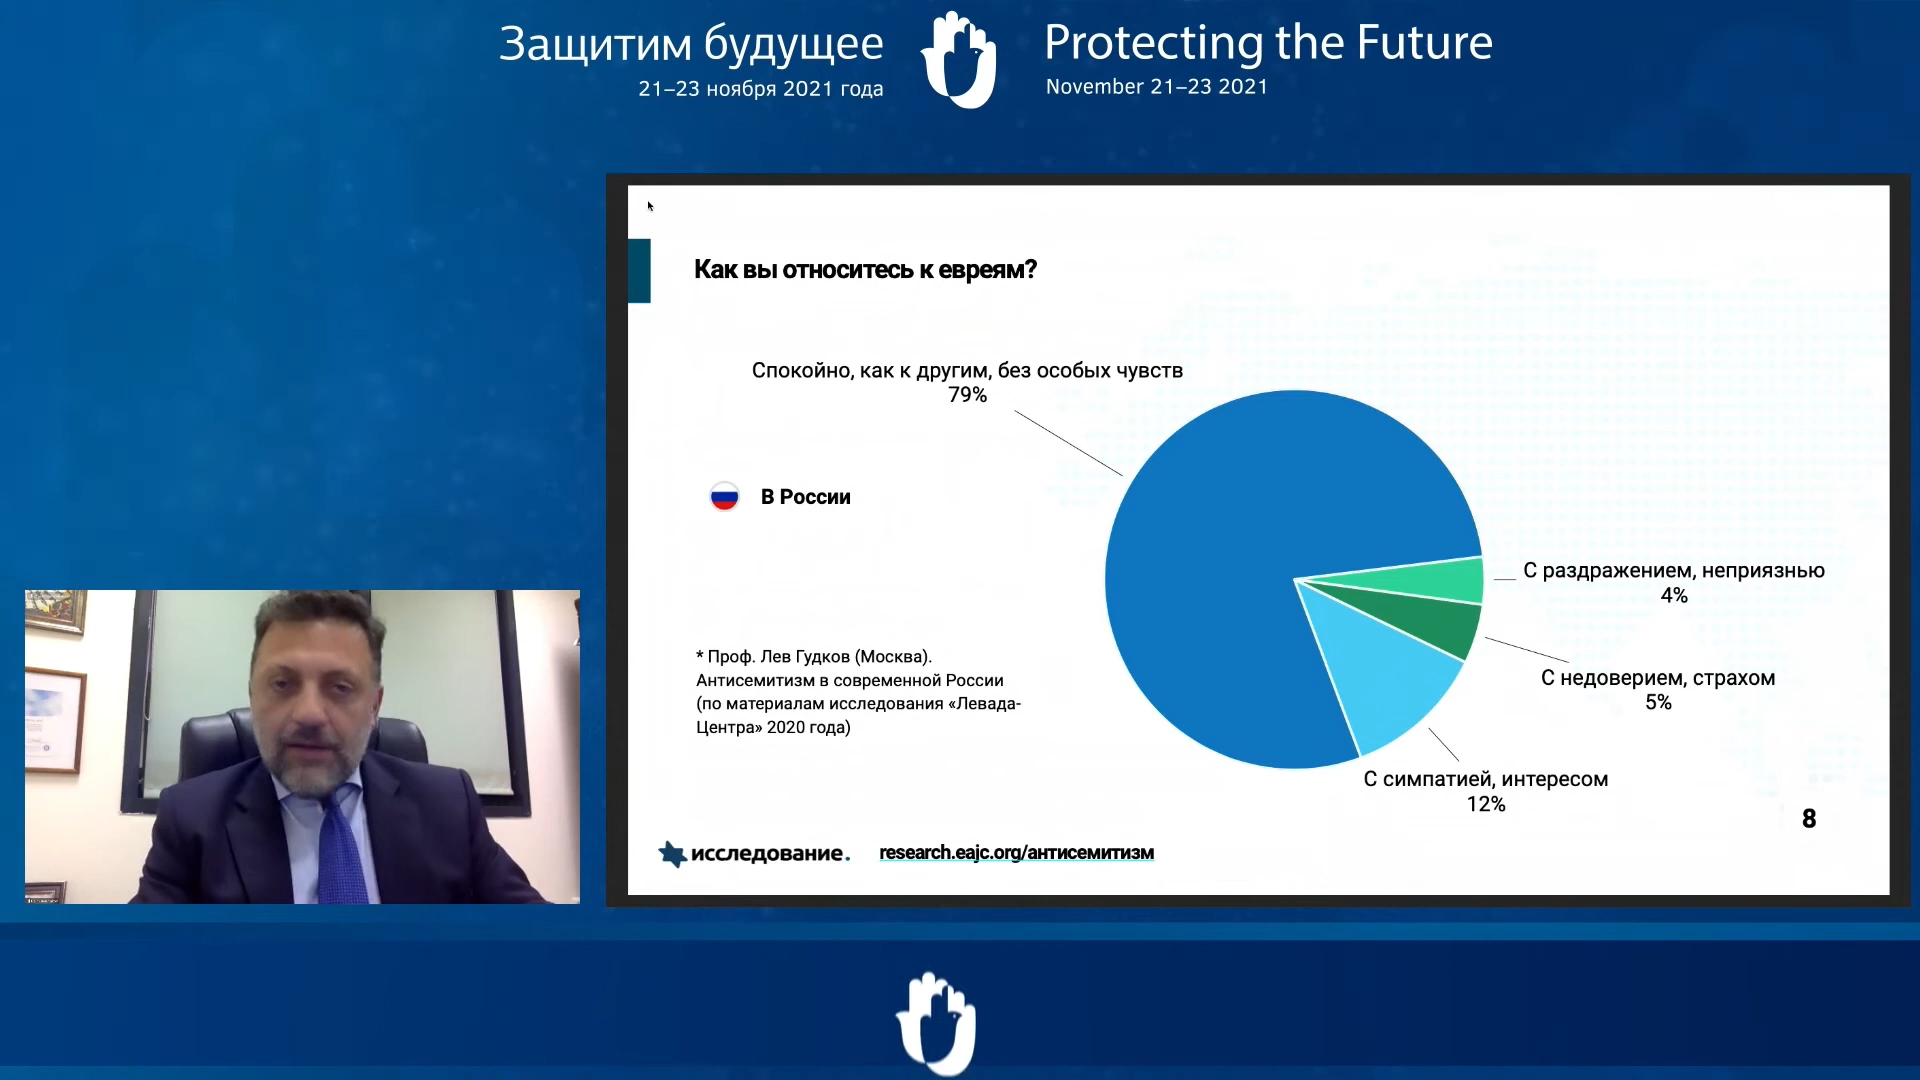 Защитим будущее
21–23 ноября 2021 года
Protecting the Future
November 21–23 2021
Как вы относитесь к евреям?
Спокойно, как к другим, без особых чувств
79%
В России
С раздражением, неприязнью
4%
С недоверием, страхом
5%
С симпатией, интересом
12%
* Проф. Лев Гудков (Москва).
Антисемитизм в современной России
(по материалам исследования «Левада-
Центра» 2020 года)
8
исследование.
research.eajc.org/антисемитизм